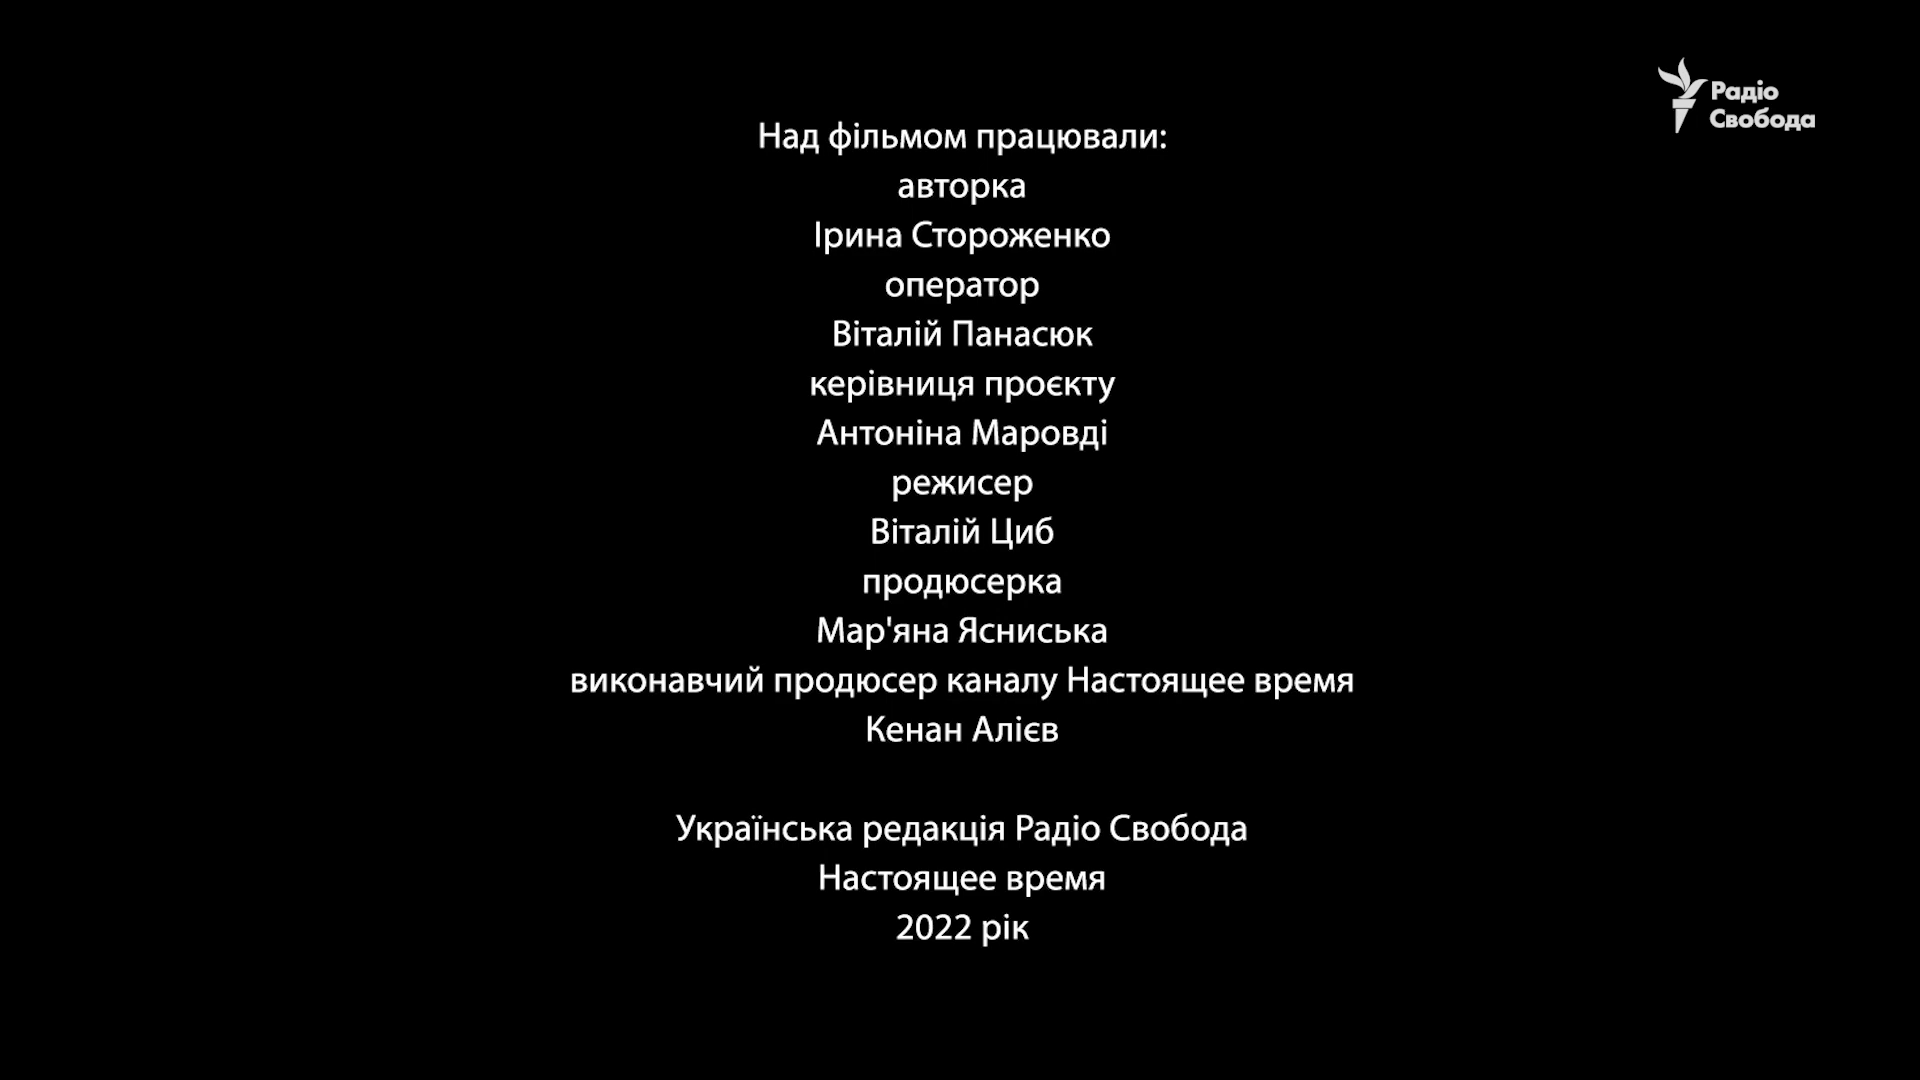 Радіо
Свобода
Над фільмом працювали:
авторка
Ірина Стороженко
оператор
Віталій Панасюк
керівниця проєкту
Антоніна Маровді
режисер
Віталій Циб
продюсерка
Мар'яна Ясниська
виконавчий продюсер каналу Настоящее время
Кенан Алієв
Українська редакція Радіо Свобода
Настоящее время
2022 рік